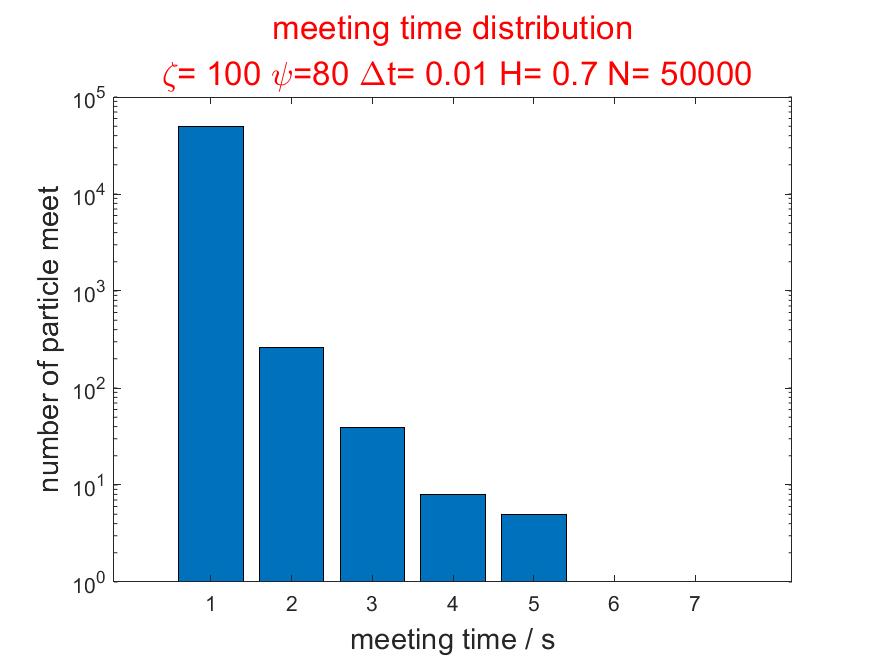 meeting time distribution
ζ= 100 ψ=80 Δt= 0.01 H= 0.7 N= 50000
number of particle meet
10^5
10^4
10^3
10^2
10^1
10^0
1 2 3 4 5 6 7
meeting time / s